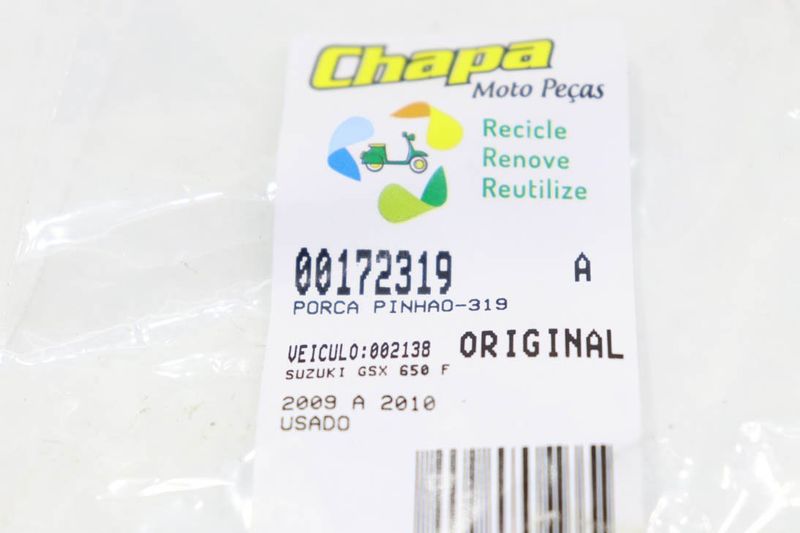 Chapa
Moto Peças
Recicle
Renove
Reutilize
00172319 A
PORCA PINHAO-319
VEICULO:002138 ORIGINAL
SUZUKI GSX 650 F
2009 A 2010
USADO